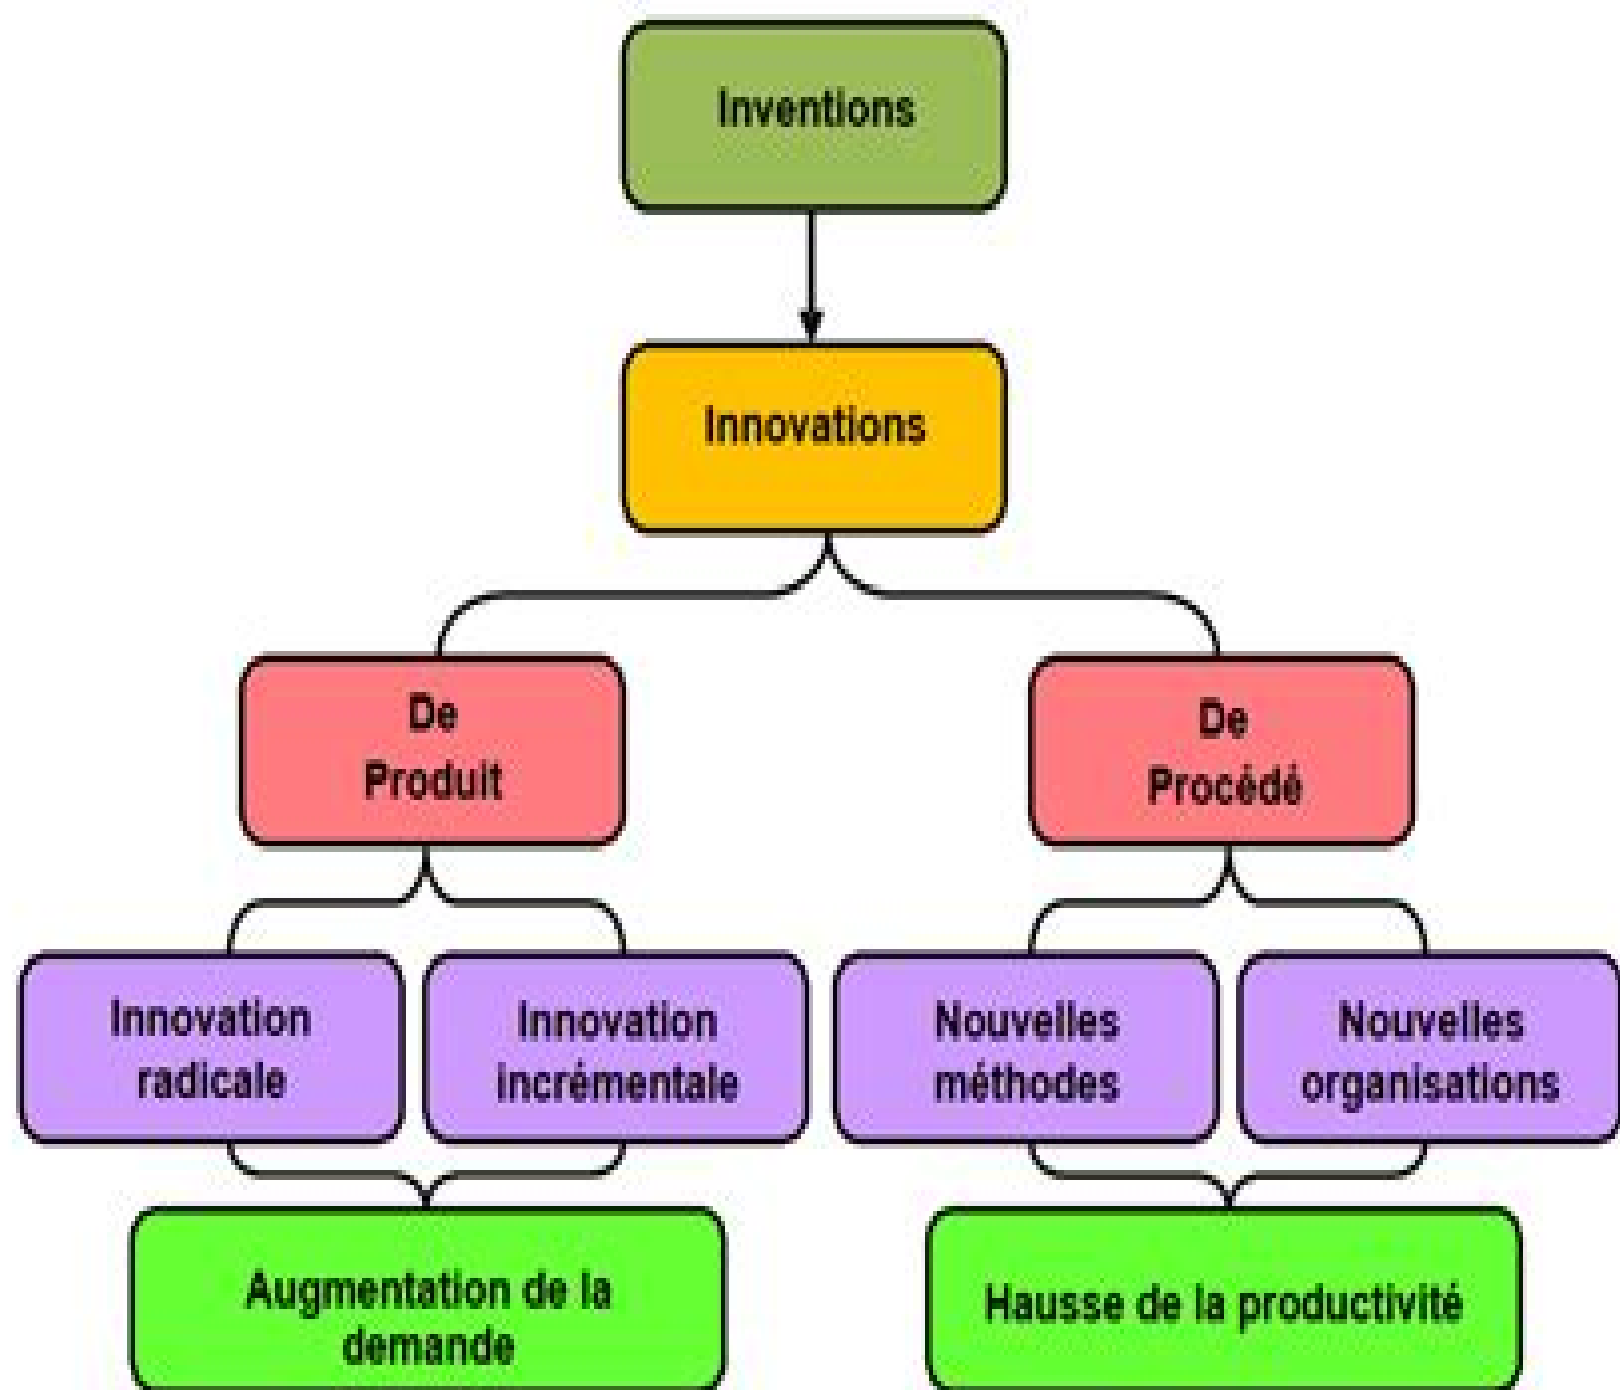 Inventions
Innovations
De
Produit
De
Procédé
Innovation
radicale
Innovation
incrémentale
Nouvelles
méthodes
Nouvelles
organisations
Augmentation de la
demande
Hausse de la productivité